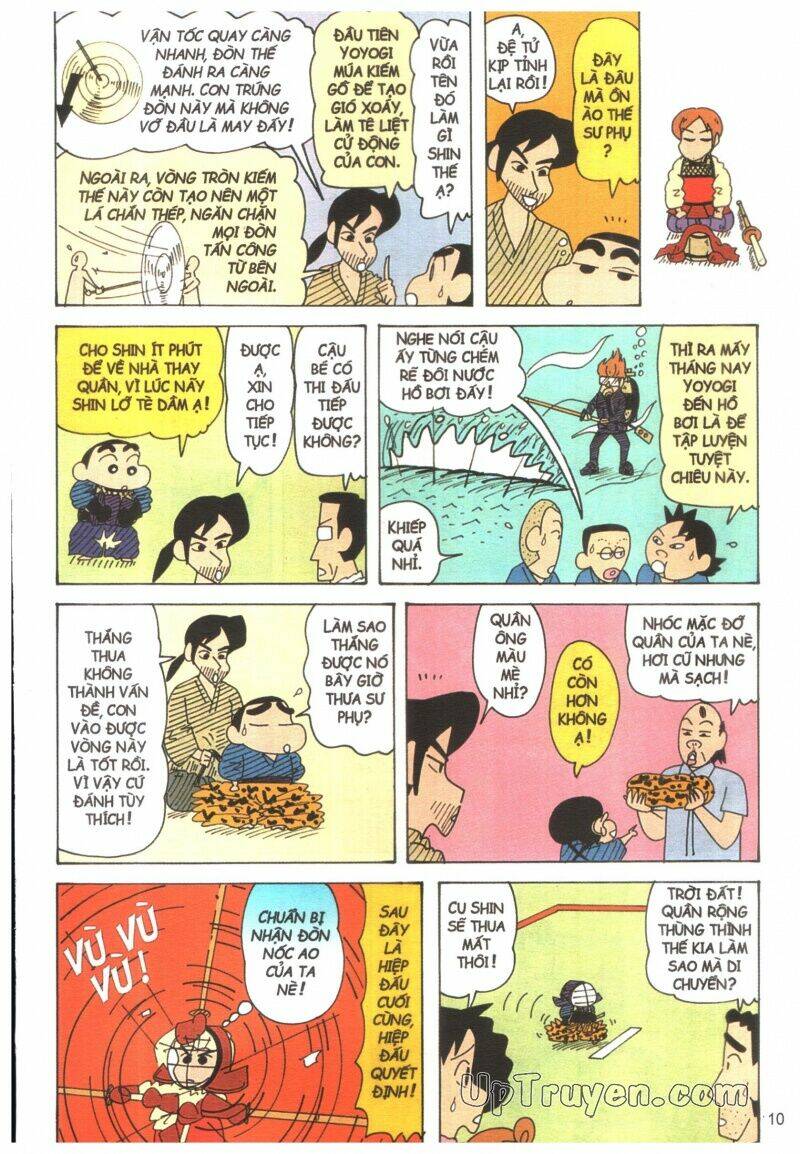 ĐÂY
LÀ ĐÂU
MÀ ỒN
ÀO THẾ
SƯ PHỤ
?
A,
ĐỆ TỬ
KỊP TỈNH
LẠI RỒI!
VỪA
RỒI
TÊN
ĐÓ
LÀM
GÌ
SHIN
THẾ
Ạ?
ĐẦU TIÊN
YOYOGI
MÚA KIẾM
GỖ ĐỂ TẠO
GIÓ XOÁY,
LÀM TÊ LIỆT
CỬ ĐỘNG
CỦA CON.
VẬN TỐC QUAY CÀNG
NHANH, ĐÒN THẾ
ĐÁNH RA CÀNG
MẠNH. CON TRÚNG
ĐÒN NÀY MÀ KHÔNG
VỠ ĐẦU LÀ MAY ĐẤY!
NGOÀI RA, VÒNG TRÒN KIẾM
THẾ NÀY CÒN TẠO NÊN MỘT
LÁ CHẮN THÉP, NGĂN CHẶN
MỌI ĐÒN
TẤN CÔNG
TỪ BÊN
NGOÀI.
THÌ RA MẤY
THÁNG NAY
YOYOGI
ĐẾN HỒ
BƠI LÀ ĐỂ
TẬP LUYỆN
TUYỆT
CHIÊU NÀY.
NGHE NÓI CẬU
ẤY TỪNG CHÉM
RẼ ĐÔI NƯỚC
HỒ BƠI ĐẤY!
KHIẾP
QUÁ
NHỈ.
CẬU
BÉ CÓ
THI ĐẤU
TIẾP
ĐƯỢC
KHÔNG?
ĐƯỢC
Ạ,
XIN
CHO
TIẾP
TỤC!
CHO SHIN ÍT PHÚT
ĐỂ VỀ NHÀ THAY
QUẦN, VÌ LÚC NÃY
SHIN LỠ TÈ DẦM Ạ!
NHÓC MẶC ĐỠ
QUẦN CỦA TA NÈ,
HƠI CŨ NHƯNG
MÀ SẠCH!
QUẦN
ÔNG
MÀU
MÈ
NHỈ?
CÓ
CÒN
HƠN
KHÔNG
Ạ!
LÀM SAO
THẮNG
ĐƯỢC NÓ
BÂY GIỜ
THƯA SƯ
PHỤ?
THẮNG
THUA
KHÔNG
THÀNH VẤN
ĐỀ, CON
VÀO ĐƯỢC
VÒNG NÀY
LÀ TỐT RỒI.
VÌ VẬY CỨ
ĐÁNH TÙY
THÍCH!
TRỜI ĐẤT!
QUẦN RỘNG
THÙNG THÌNH
THẾ KIA LÀM
SAO MÀ DI
CHUYỂN?
CU SHIN
SẼ THUA
MẤT
THÔI!
SAU
ĐÂY
LÀ
HIỆP
ĐẤU
CUỐI
CÙNG,
HIỆP
ĐẤU
QUYẾT
ĐỊNH!
CHUẨN BỊ
NHẬN ĐÒN
NỐC AO
CỦA TA
NÈ!
VÙ VÙ
VÙ!
UpTruyen.com
10